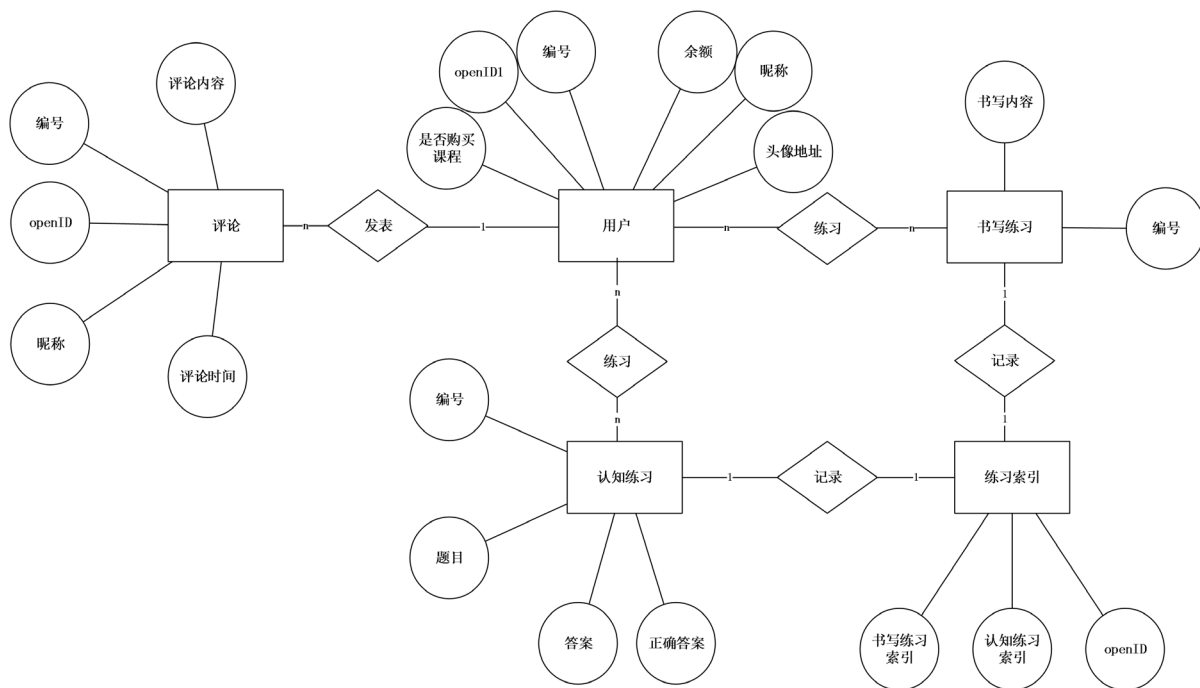 编号
余额
openID1
昵称
评论内容
书写内容
编号
是否购买
课程
头像地址
openID
评论
n
发表
1
用户
n
练习
n
书写练习
编号
n
1
昵称
评论时间
练习
记录
编号
n
1
认知练习
1
记录
1
练习索引
题目
答案
正确答案
书写练习
索引
认知练习
索引
openID